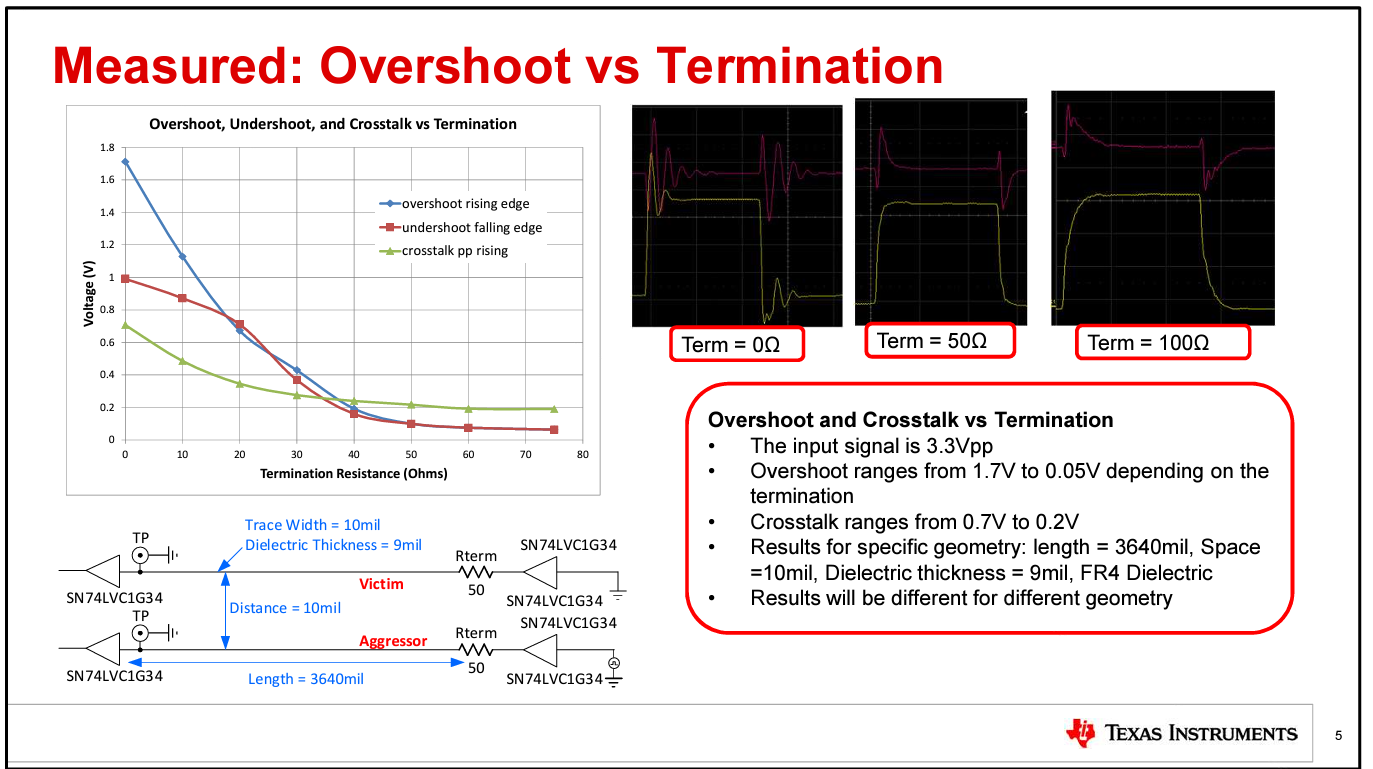 Measured: Overshoot vs Termination
Overshoot, Undershoot, and Crosstalk vs Termination
1.8
1.6
1.4
1.2
1
0.8
0.6
0.4
0.2
0
Voltage (V)
0 10 20 30 40 50 60 70 80
Termination Resistance (Ohms)
overshoot rising edge
undershoot falling edge
crosstalk pp rising
Term = 0Ω
Term = 50Ω
Term = 100Ω
Overshoot and Crosstalk vs Termination
• The input signal is 3.3Vpp
• Overshoot ranges from 1.7V to 0.05V depending on the
termination
• Crosstalk ranges from 0.7V to 0.2V
• Results for specific geometry: length = 3640mil, Space
=10mil, Dielectric thickness = 9mil, FR4 Dielectric
• Results will be different for different geometry
Trace Width = 10mil
Dielectric Thickness = 9mil
TP
SN74LVC1G34
Victim
Rterm
50
SN74LVC1G34
SN74LVC1G34
Distance = 10mil
TP
SN74LVC1G34
Aggressor
Rterm
50
SN74LVC1G34
SN74LVC1G34
Length = 3640mil
TEXAS INSTRUMENTS
5